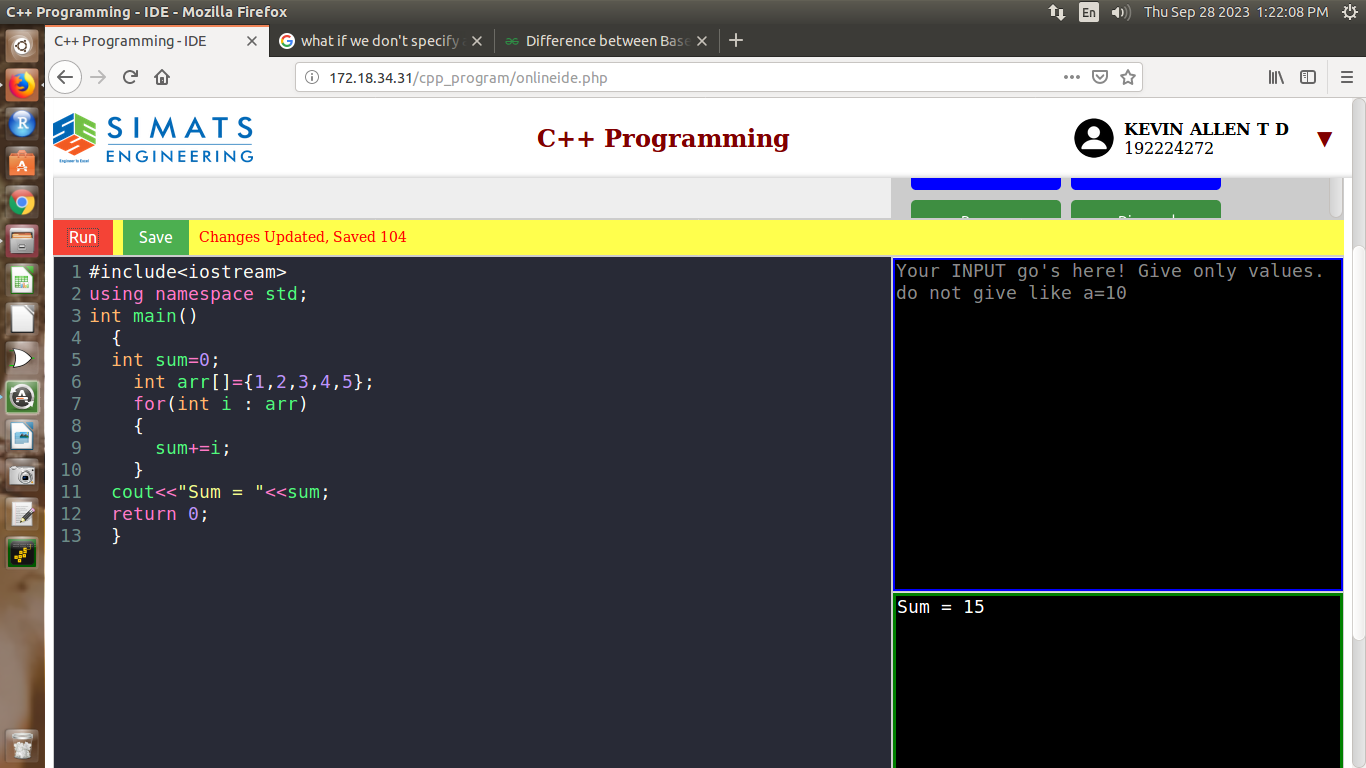 C++ Programming - IDE - Mozilla Firefox
En
Thu Sep 28 2023 1:22:08 PM
C++ Programming - IDE
what if we don't specify
Difference between Bas
172.18.34.31/cpp_program/onlineide.php
SIMATS
ENGINEERING
Engineer to Excel
C++ Programming
KEVIN ALLEN T D
192224272
Run
Save
Changes Updated, Saved 104
1 #include<iostream>
2 using namespace std;
3 int main()
4 {
5 int sum=0;
6 int arr[]={1,2,3,4,5};
7 for(int i : arr)
8 {
9 sum+=i;
10 }
11 cout<<"Sum = "<<sum;
12 return 0;
13 }
Your INPUT go's here! Give only values.
do not give like a=10
Sum = 15